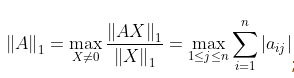 ‖A‖₁ = max_{X≠0} ‖AX‖₁ / ‖X‖₁ = max_{1≤j≤n} ∑_{i=1}^{n} |a_{ij}|;